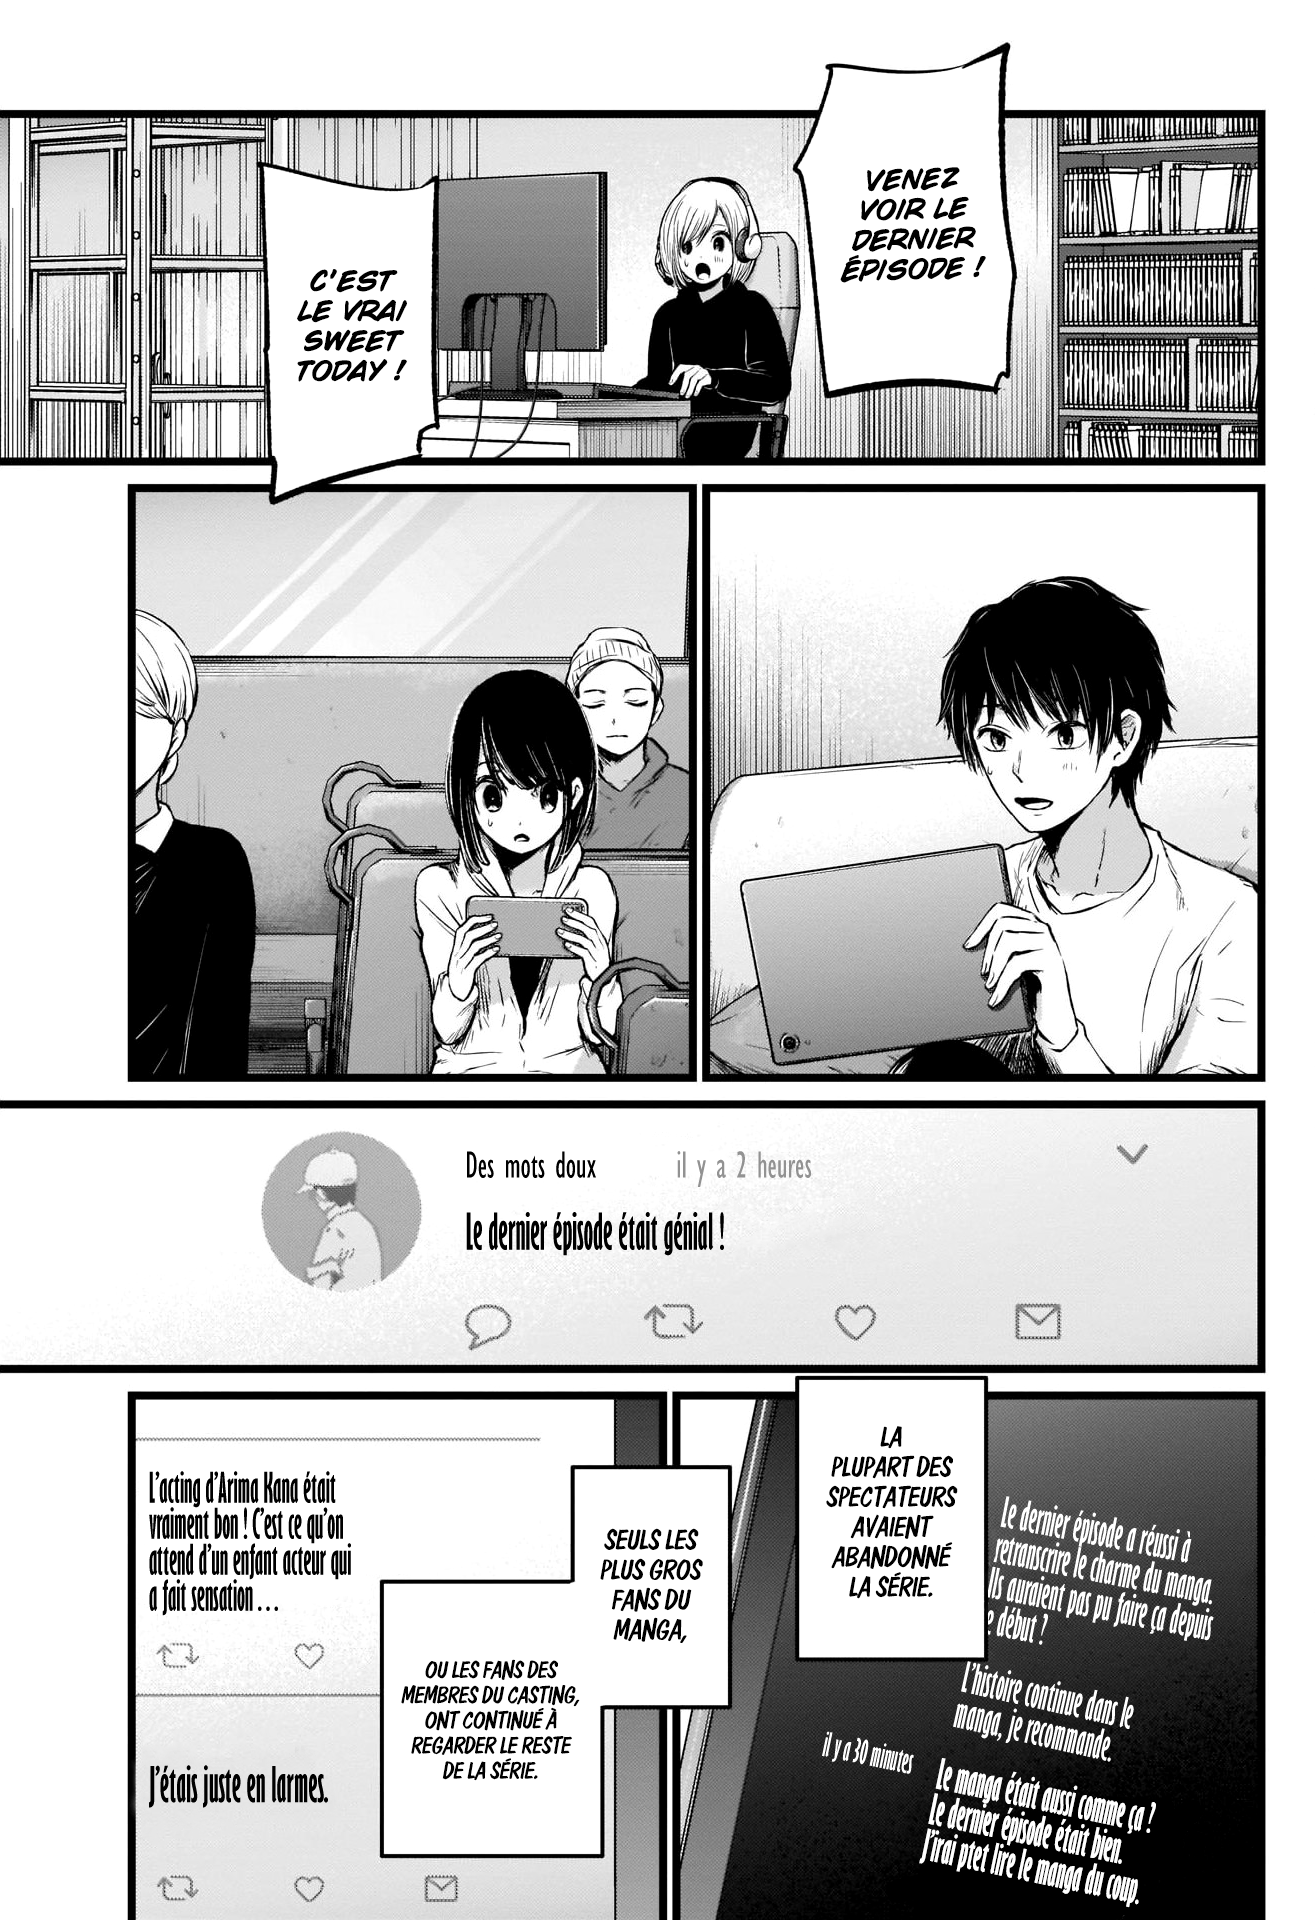 VENEZ
VOIR LE
DERNIER
ÉPISODE !
C'EST
LE VRAI
SWEET
TODAY !
Des mots doux
il y a 2 heures
Le dernier épisode était génial !
LA
PLUPART DES
SPECTATEURS
AVAIENT
ABANDONNÉ
LA SÉRIE.
Le dernier épisode a réussi à
retranscrire le charme du manga.
Ils auraient pas pu faire ça depuis
e début ?
L'histoire continue dans le
manga, je recommande.
il y a 30 minutes
Le manga était aussi comme ça ?
Le dernier épisode était bien.
J'irai ptet lire le manga du coup.
SEULS LES
PLUS GROS
FANS DU
MANGA,
OU LES FANS DES
MEMBRES DU CASTING,
ONT CONTINUÉ À
REGARDER LE RESTE
DE LA SÉRIE.
L'acting d'Arima Kana était
vraiment bon ! C'est ce qu'on
attend d'un enfant acteur qui
a fait sensation...
J'étais juste en larmes.